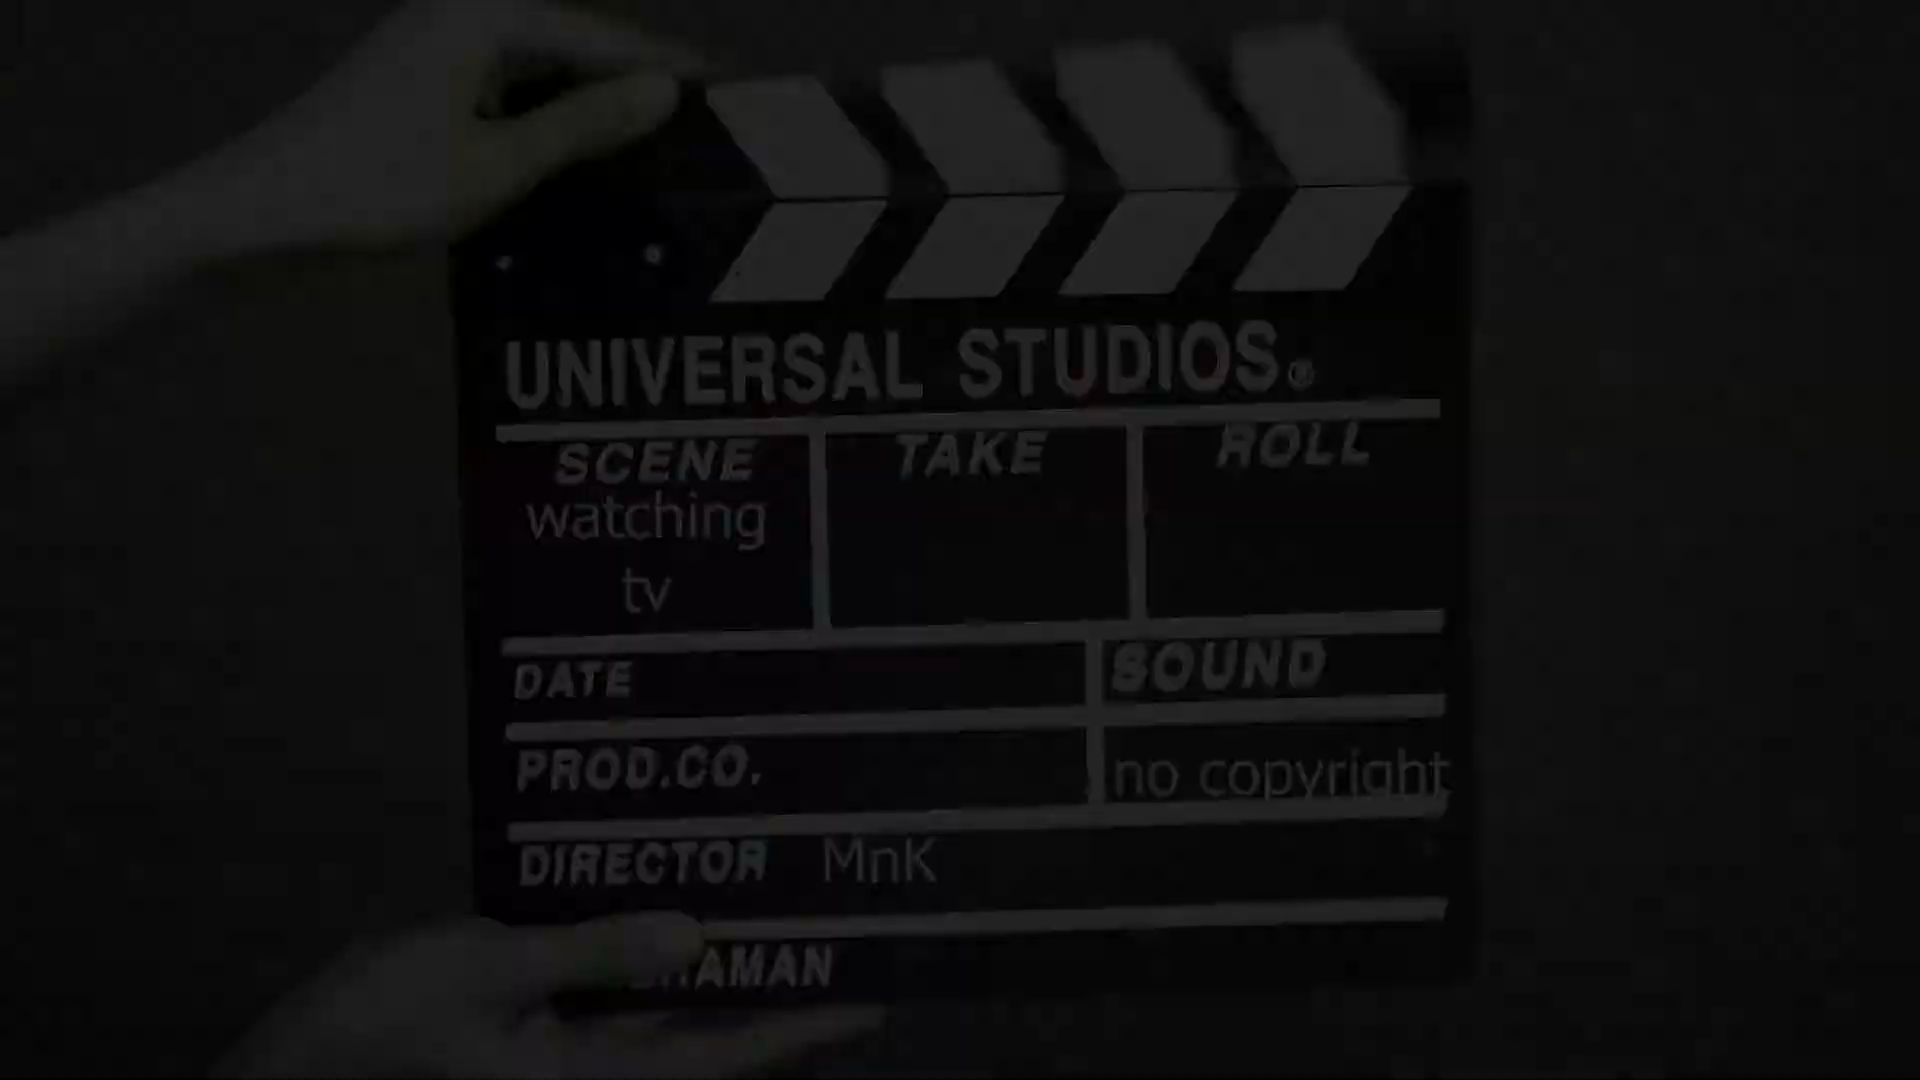 UNIVERSAL STUDIOS®
SCENE TAKE ROLL
watching
tv
DATE SOUND
PROD.CO. no copyright
DIRECTOR MnK